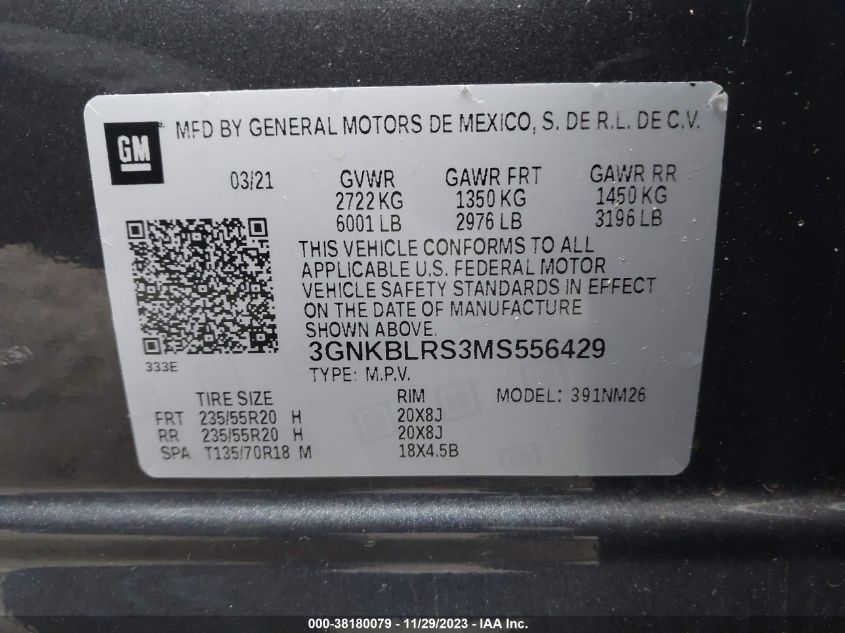 GM MFD BY GENERAL MOTORS DE MEXICO, S. DE R.L. DE C.V.
03/21 GVWR GAWR FRT GAWR RR
2722 KG 1350 KG 1450 KG
6001 LB 2976 LB 3196 LB
THIS VEHICLE CONFORMS TO ALL
APPLICABLE U.S. FEDERAL MOTOR
VEHICLE SAFETY STANDARDS IN EFFECT
ON THE DATE OF MANUFACTURE
SHOWN ABOVE.
333E
3GNKBLRS3MS556429
TYPE: M.P.V.
TIRE SIZE RIM MODEL: 391NM26
FRT 235/55R20 H 20X8J
RR 235/55R20 H 20X8J
SPA T135/70R18 M 18X4.5B
000-38180079 - 11/29/2023 - IAAI.COM